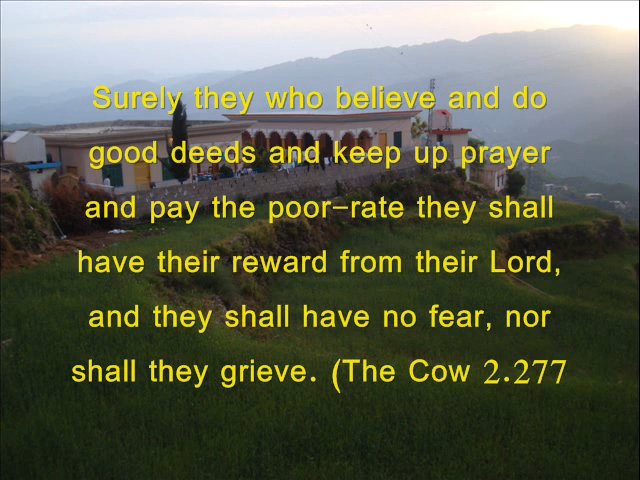 Surely they who believe and do
good deeds and keep up prayer
and pay the poor-rate they shall
have their reward from their Lord,
and they shall have no fear, nor
shall they grieve. (The Cow 2.277